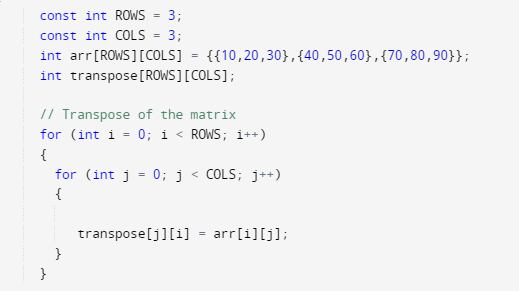 const int ROWS = 3;
const int COLS = 3;
int arr[ROWS][COLS] = {{10,20,30},{40,50,60},{70,80,90}};
int transpose[ROWS][COLS];
// Transpose of the matrix
for (int i = 0; i < ROWS; i++)
{
for (int j = 0; j < COLS; j++)
{
transpose[j][i] = arr[i][j];
}
}